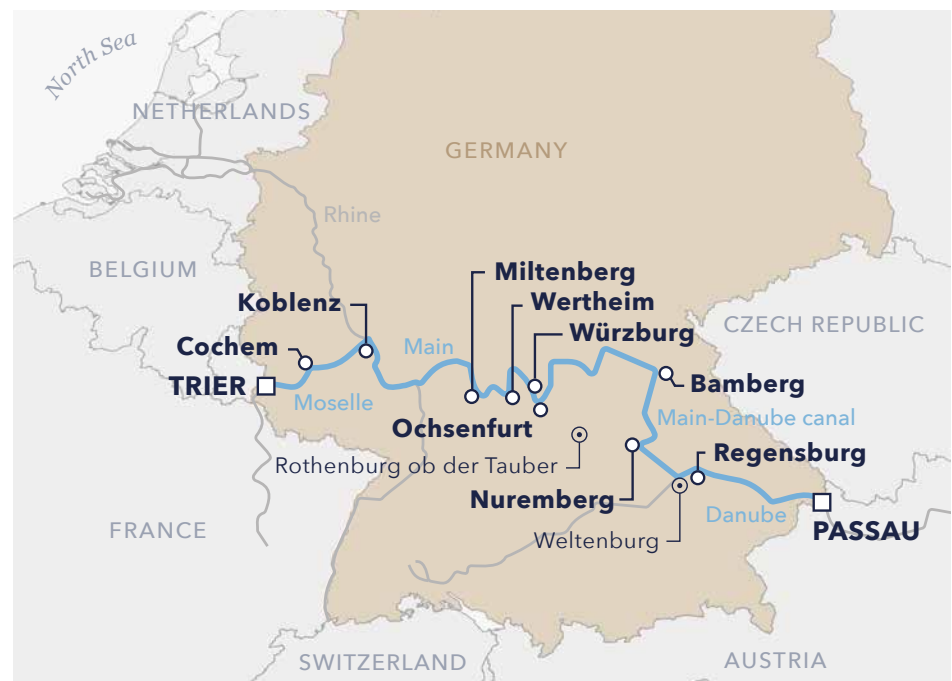 North Sea
NETHERLANDS
GERMANY
Rhine
BELGIUM
Miltenberg
Koblenz
Wertheim
CZECH REPUBLIC
Würzburg
Cochem
Main
TRIER
Bamberg
Moselle
Main-Danube canal
Ochsenfurt
Regensburg
Rothenburg ob der Tauber
Nuremberg
Danube
FRANCE
PASSAU
Weltenburg
SWITZERLAND
AUSTRIA